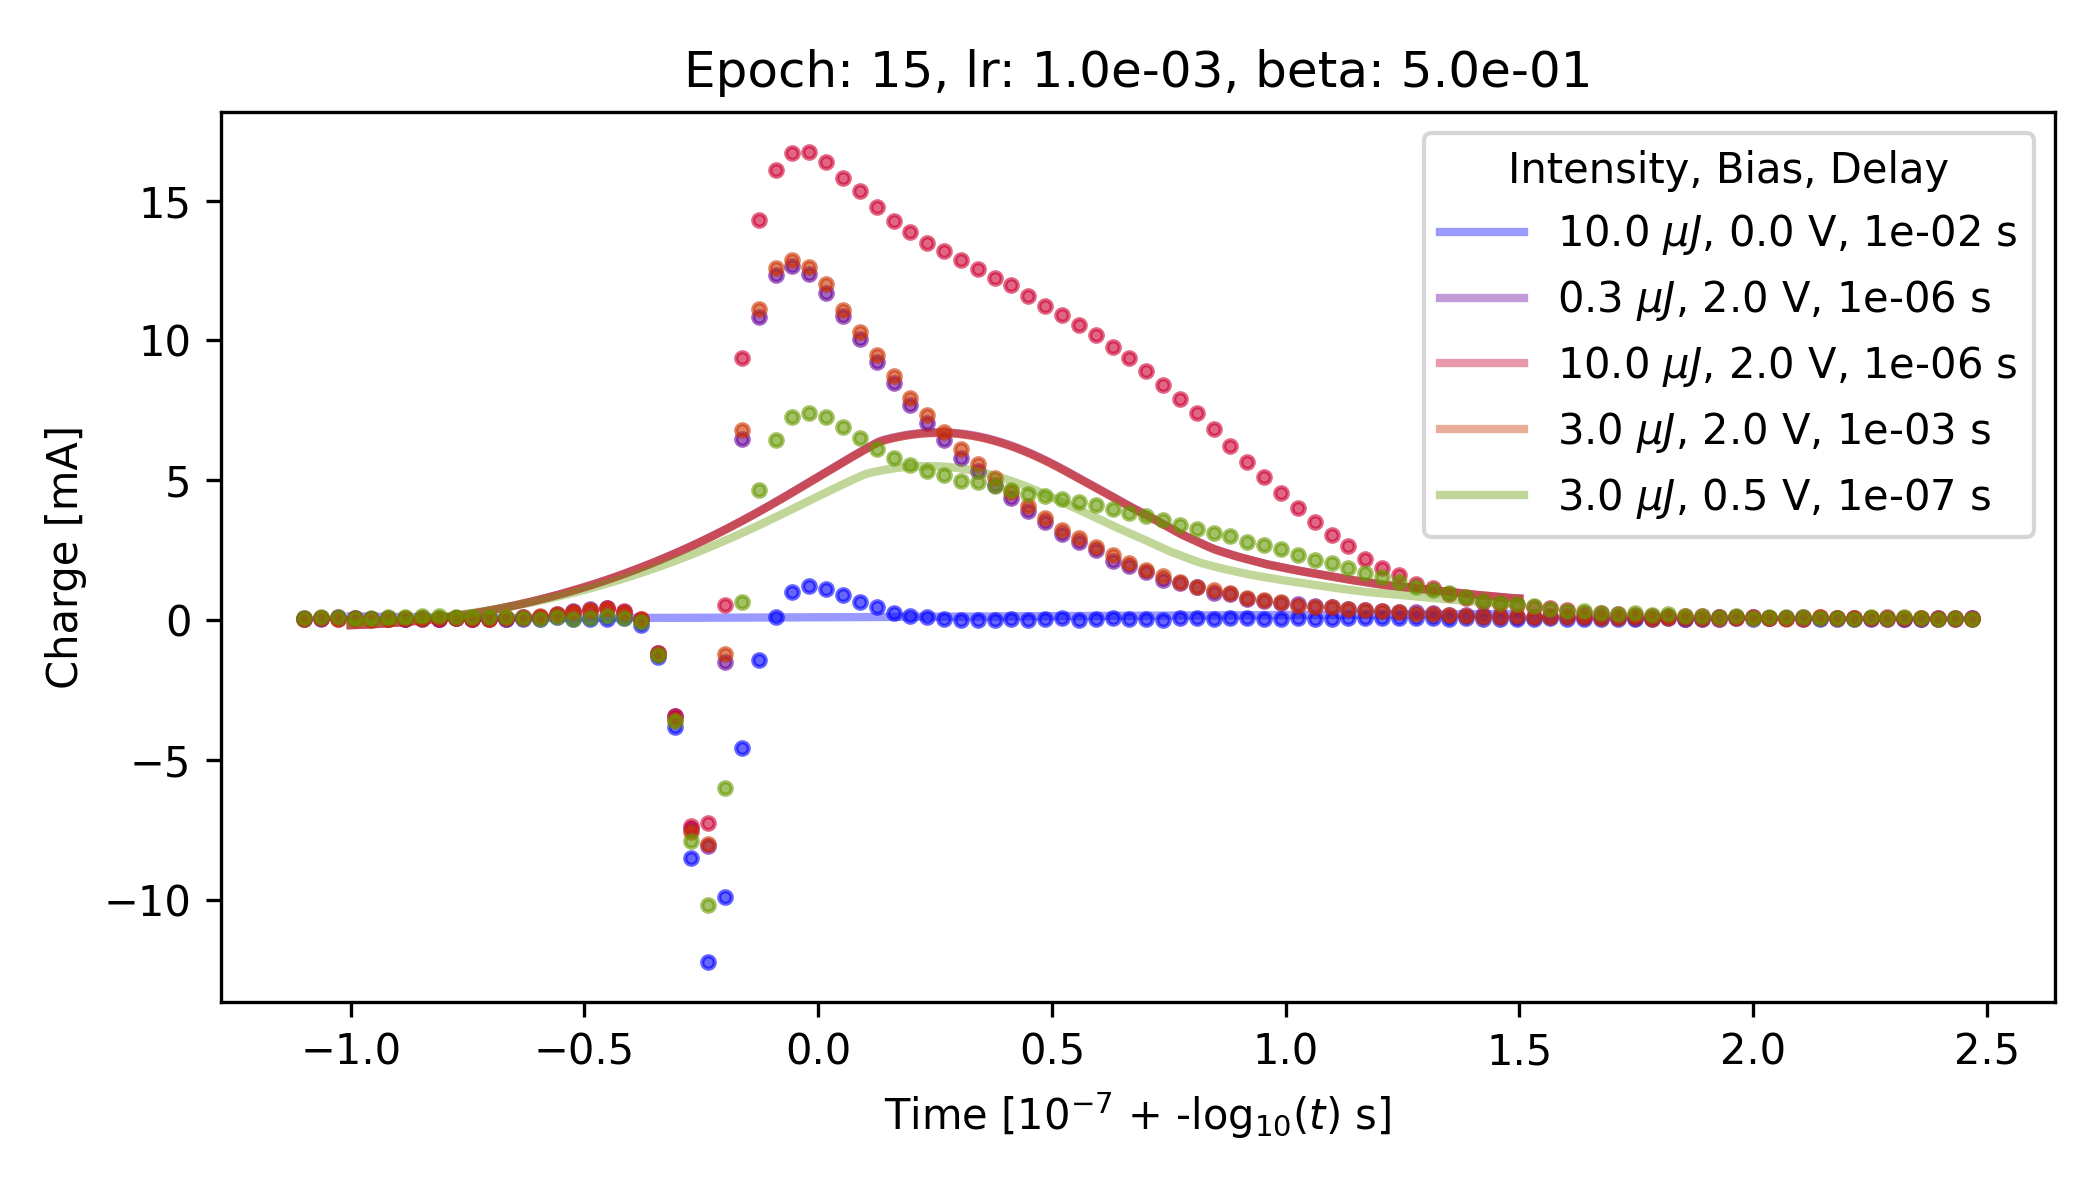 Epoch: 15, lr: 1.0e-03, beta: 5.0e-01
Charge [mA]
15
10
5
0
−5
−10
Intensity, Bias, Delay
10.0 μJ, 0.0 V, 1e-02 s
0.3 μJ, 2.0 V, 1e-06 s
10.0 μJ, 2.0 V, 1e-06 s
3.0 μJ, 2.0 V, 1e-03 s
3.0 μJ, 0.5 V, 1e-07 s
−1.0 −0.5 0.0 0.5 1.0 1.5 2.0 2.5
Time [10⁻⁷ + -log₁₀(t) s]